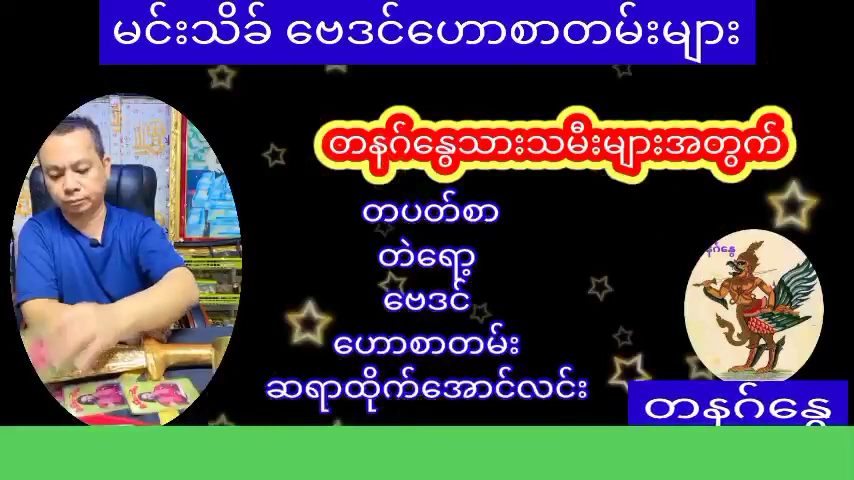 မင်းသိခ် ဗေဒင်ဟောစာတမ်းများ
တနင်္ဂနွေသားသမီးများအတွက်
တပတ်စာ
တဲရော့
ဗေဒင်
ဟောစာတမ်း
ဆရာထိုက်အောင်လင်း
တနင်္ဂနွေ